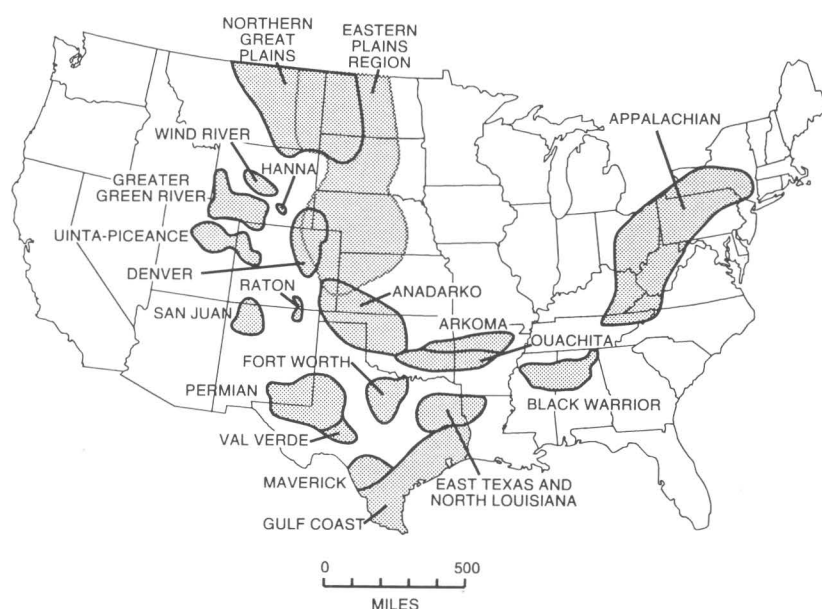 NORTHERN
GREAT
PLAINS
EASTERN
PLAINS
REGION
APPALACHIAN
WIND RIVER
HANNA
GREATER
GREEN RIVER
UINTA-PICEANCE
DENVER
RATON
ANADARKO
SAN JUAN
ARKOMA
OUACHITA
FORT WORTH
PERMIAN
BLACK WARRIOR
VAL VERDE
MAVERICK
EAST TEXAS AND
NORTH LOUISIANA
GULF COAST
0 500
MILES